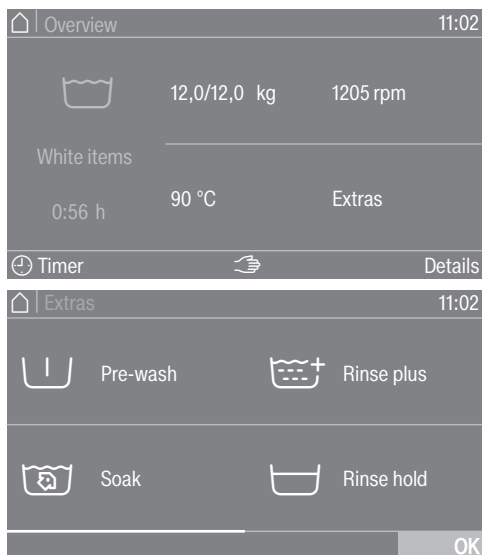 Overview 11:02
12,0/12,0 kg 1205 rpm
White items
0:56 h
90 °C Extras
Timer Details
Extras 11:02
Pre-wash Rinse plus
Soak Rinse hold
OK